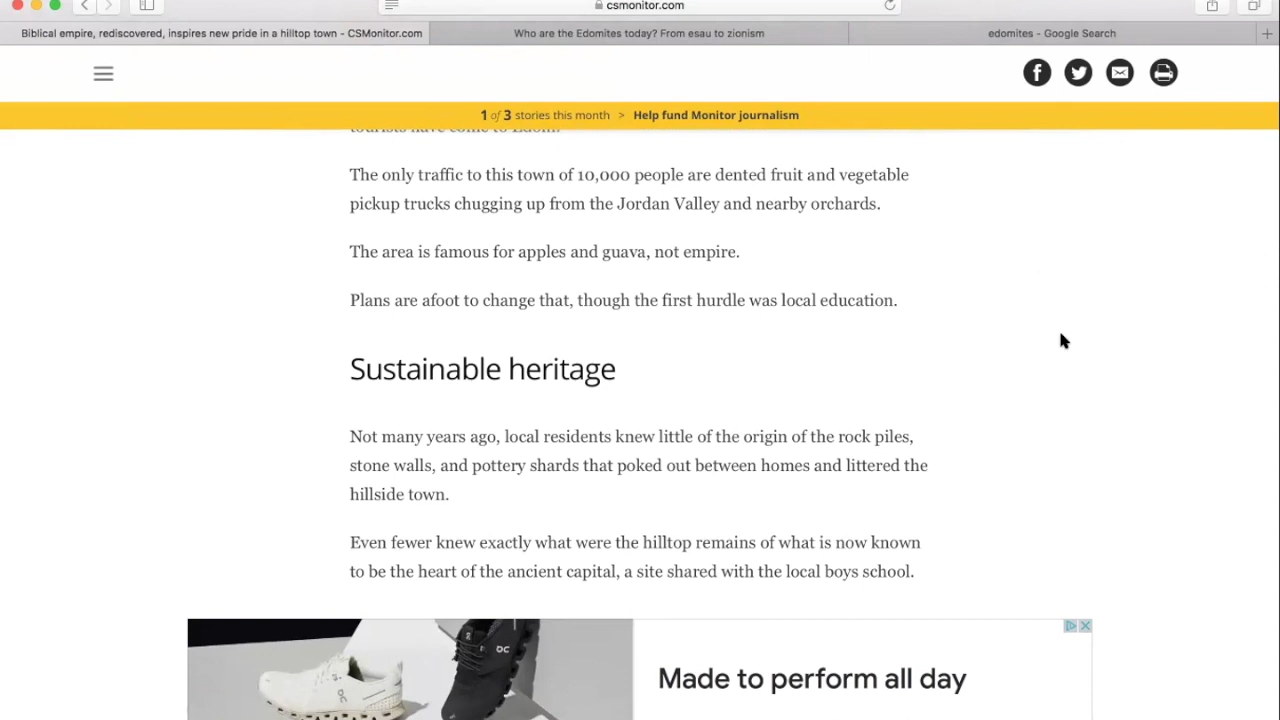 csmonitor.com
Biblical empire, rediscovered, inspires new pride in a hilltop town - CSMonitor.com
Who are the Edomites today? From esau to zionism
edomites - Google Search
1 of 3 stories this month > Help fund Monitor journalism
tourists have come to Edom.
The only traffic to this town of 10,000 people are dented fruit and vegetable
pickup trucks chugging up from the Jordan Valley and nearby orchards.
The area is famous for apples and guava, not empire.
Plans are afoot to change that, though the first hurdle was local education.
Sustainable heritage
Not many years ago, local residents knew little of the origin of the rock piles,
stone walls, and pottery shards that poked out between homes and littered the
hillside town.
Even fewer knew exactly what were the hilltop remains of what is now known
to be the heart of the ancient capital, a site shared with the local boys school.
Made to perform all day